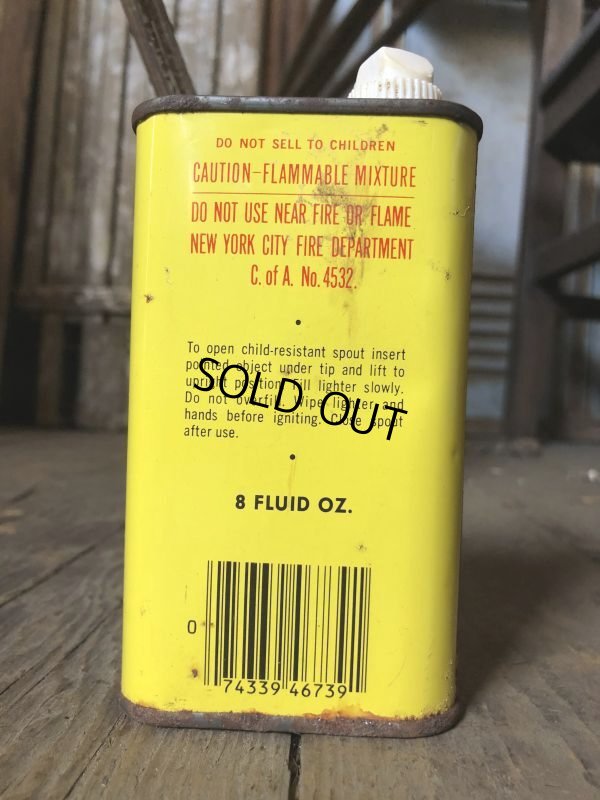 DO NOT SELL TO CHILDREN
CAUTION-FLAMMABLE MIXTURE
DO NOT USE NEAR FIRE OR FLAME
NEW YORK CITY FIRE DEPARTMENT
C. of A. No. 4532.
To open child-resistant spout insert
pointed object under tip and lift to
upright position. Fill lighter slowly.
Do not overfill. Wipe lighter and
hands before igniting. Close spout
after use.
SOLD OUT
8 FLUID OZ.
0 74339 46739